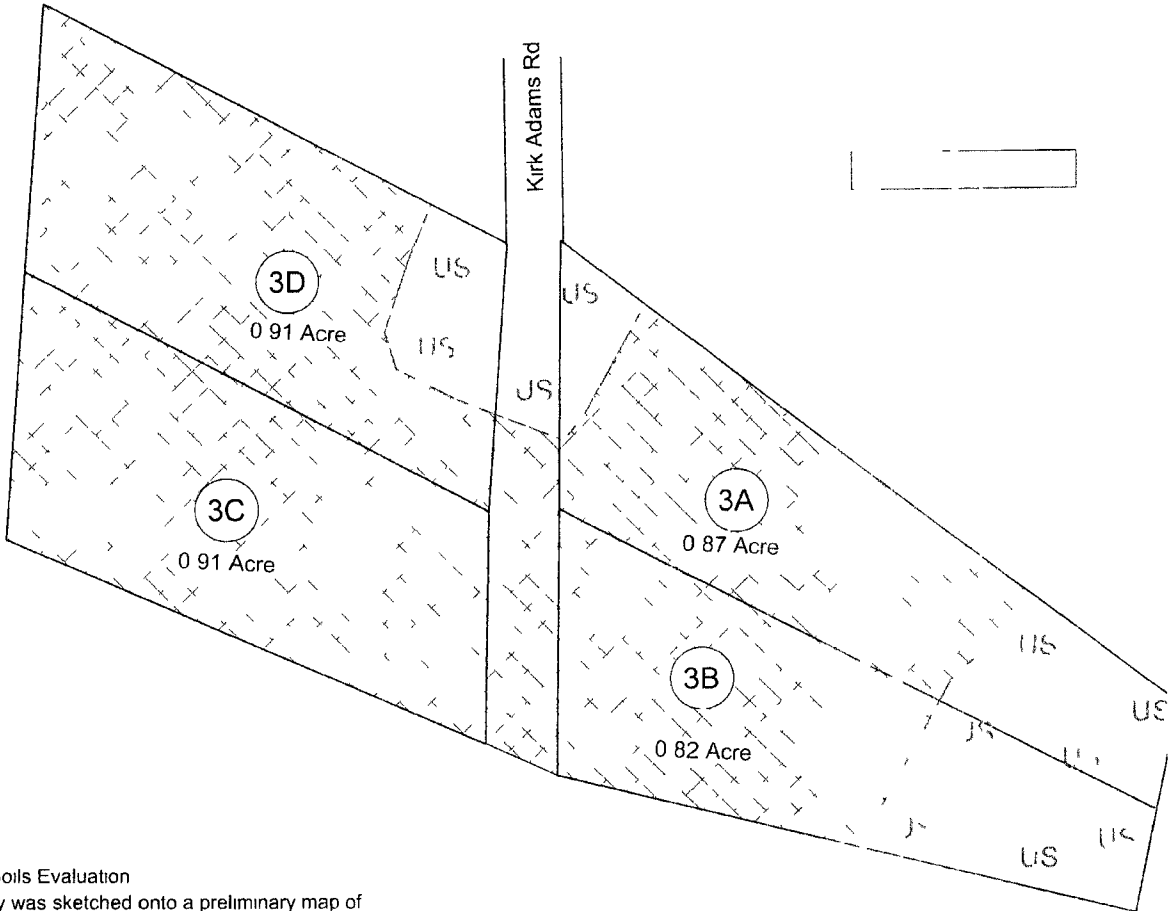 Kirk Adams Rd
US
US
3D
0 91 Acre
US
US
3A
0 87 Acre
3C
0 91 Acre
US
US
3B
0 82 Acre
US
US
oils Evaluation
y was sketched onto a preliminary map of